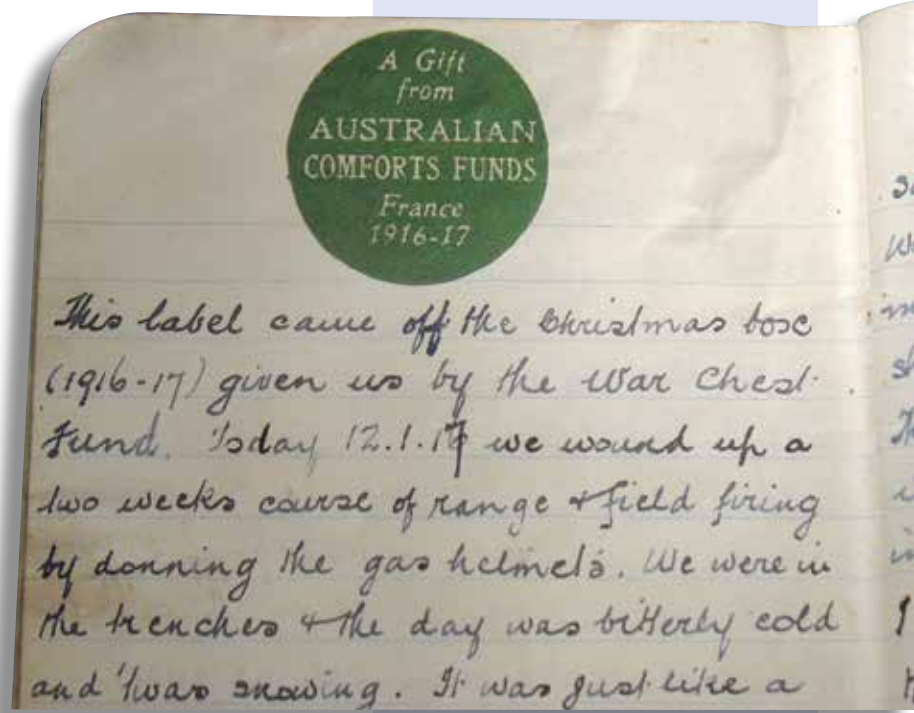 A Gift
from
AUSTRALIAN
COMFORTS FUNDS
France
1916-17
This label came off the Christmas box
(1916-17) given us by the War Chest
Fund. Today 12.1.17 we wound up a
two weeks course of range & field firing
by donning the gas helmets. We were in
the trenches & the day was bitterly cold
and 'twas snowing. It was just like a